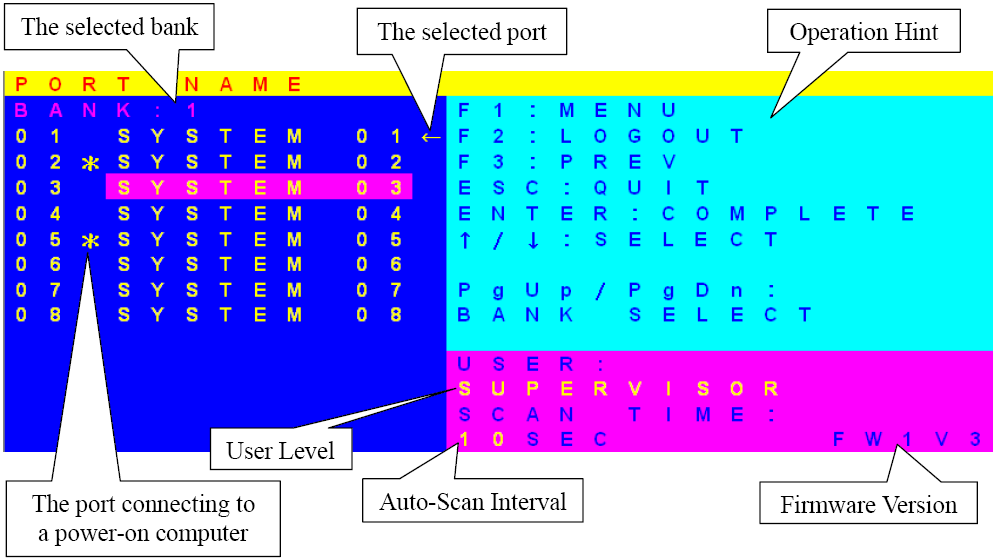 The selected bank
The selected port
Operation Hint
PORT NAME
BANK:1
01 SYSTEM 01 ←
02 * SYSTEM 02
03 SYSTEM 03
04 SYSTEM 04
05 * SYSTEM 05
06 SYSTEM 06
07 SYSTEM 07
08 SYSTEM 08
F1:MENU
F2:LOGOUT
F3:PREV
ESC:QUIT
ENTER:COMPLETE
↑/↓:SELECT
PgUp/PgDn:
BANK SELECT
USER:
SUPERVISOR
SCAN TIME:
10SEC FW1V3
User Level
The port connecting to
a power-on computer
Auto-Scan Interval
Firmware Version